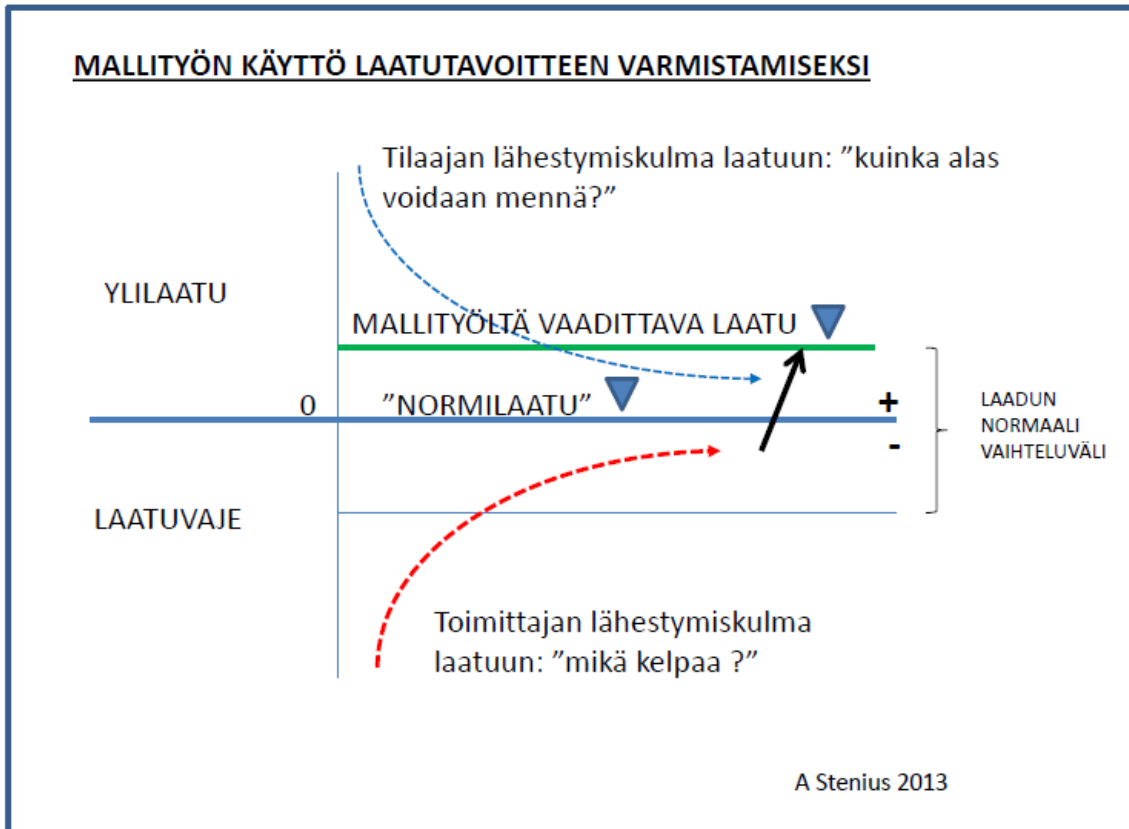 MALLITYÖN KÄYTTÖ LAATUTAVOITTEEN VARMISTAMISEKSI
Tilaajan lähestymiskulma laatuun: ”kuinka alas
voidaan mennä?”
YLILAATU
MALLITYÖLTÄ VAADITTAVA LAATU
0
”NORMILAATU”
+
-
LAADUN
NORMAALI
VAIHTELUVÄLI
LAATUVAJE
Toimittajan lähestymiskulma
laatuun: ”mikä kelpaa ?”
A Stenius 2013